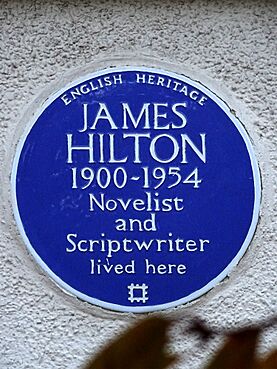 ENGLISH HERITAGE
JAMES
HILTON
1900-1954
Novelist
and
Scriptwriter
lived here